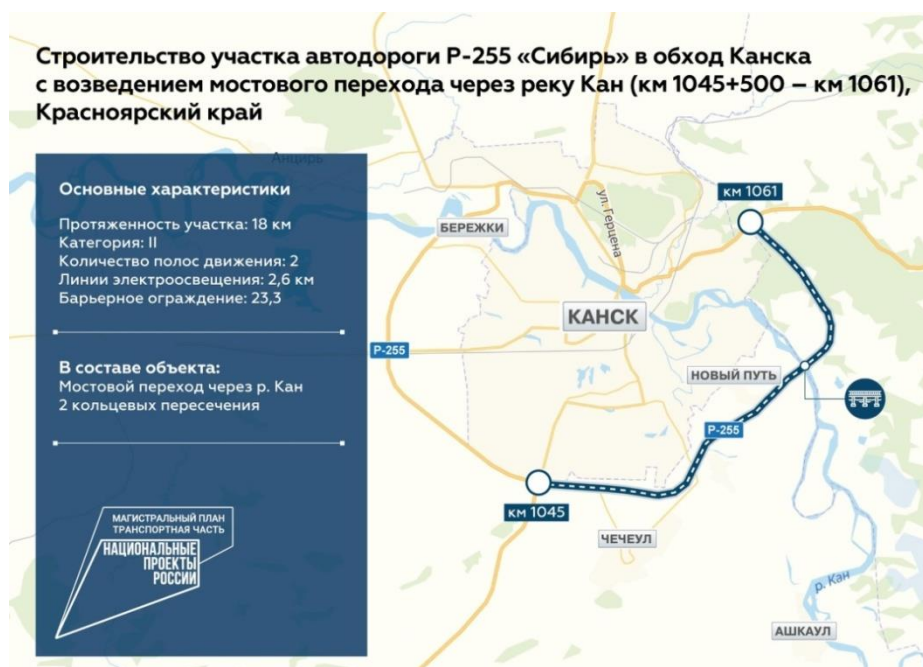 Строительство участка автодороги Р-255 «Сибирь» в обход Канска
с возведением мостового перехода через реку Кан (км 1045+500 – км 1061),
Красноярский край
Анцирь
Основные характеристики
Протяженность участка: 18 км
Категория: II
Количество полос движения: 2
Линии электроосвещения: 2,6 км
Барьерное ограждение: 23,3
В составе объекта:
Мостовой переход через р. Кан
2 кольцевых пересечения
МАГИСТРАЛЬНЫЙ ПЛАН
ТРАНСПОРТНАЯ ЧАСТЬ
НАЦИОНАЛЬНЫЕ
ПРОЕКТЫ
РОССИИ
км 1061
ул. Герцена
БЕРЕЖКИ
КАНСК
Р-255
НОВЫЙ ПУТЬ
Р-255
км 1045
ЧЕЧЕУЛ
р. Кан
АШКАУЛ